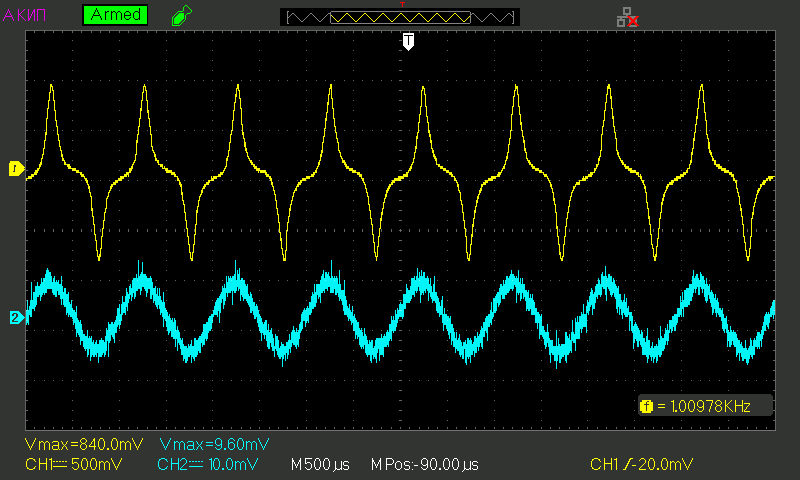 АКИП Armed
T
T
1
2
f = 1.00978KHz
Vmax=840.0mV Vmax=9.60mV
CH1 500mV CH2 10.0mV M 500µs M Pos:-90.00µs CH1 -20.0mV